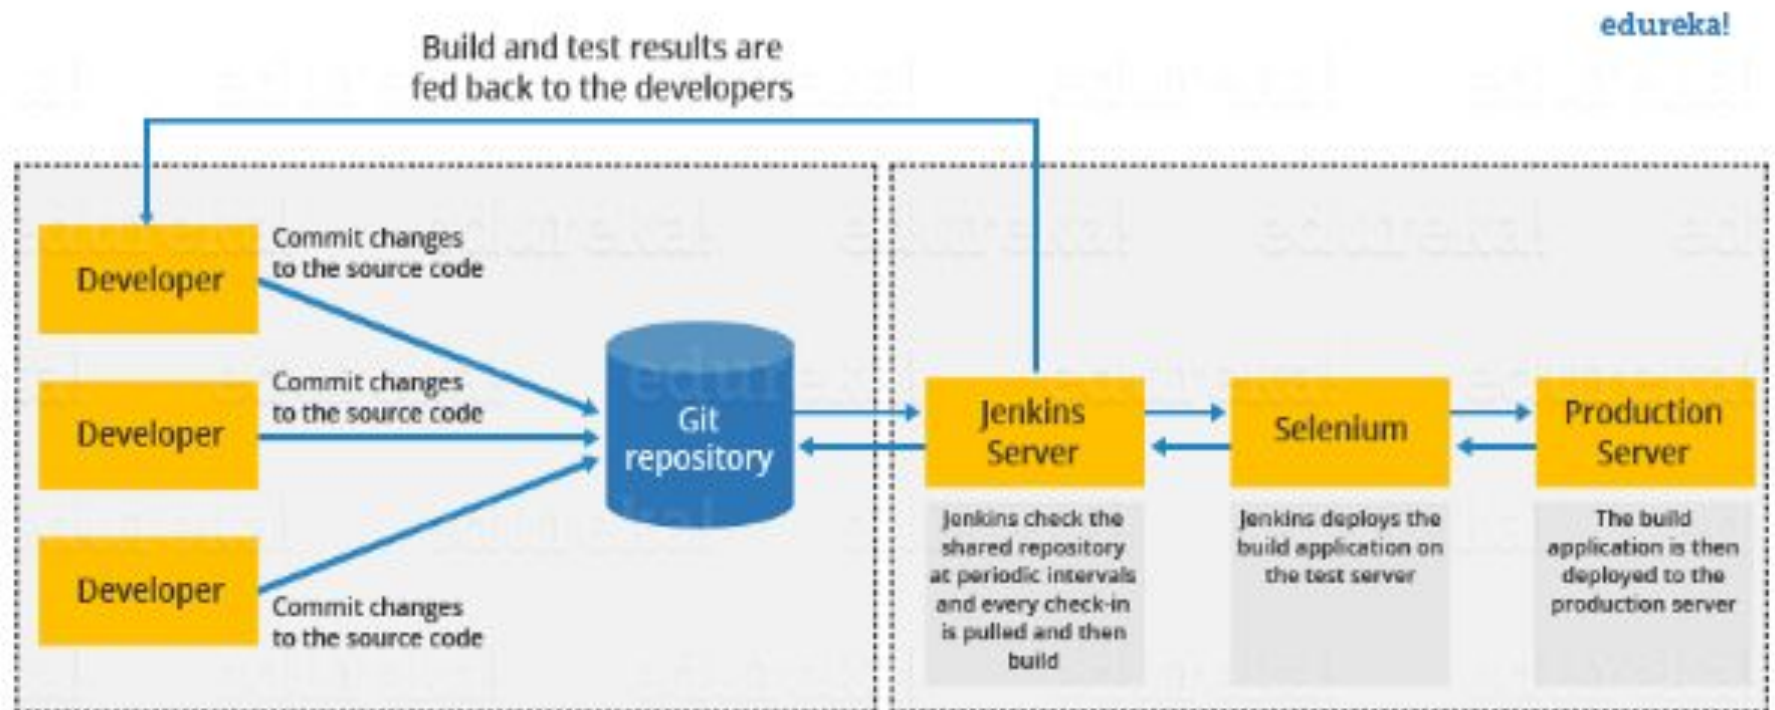 edureka!
Build and test results are
fed back to the developers
Developer
Commit changes
to the source code
Developer
Commit changes
to the source code
Developer
Commit changes
to the source code
Git
repository
Jenkins
Server
Jenkins check the
shared repository
at periodic intervals
and every check-in
is pulled and then
build
Selenium
Jenkins deploys the
build application on
the test server
Production
Server
The build
application is then
deployed to the
production server